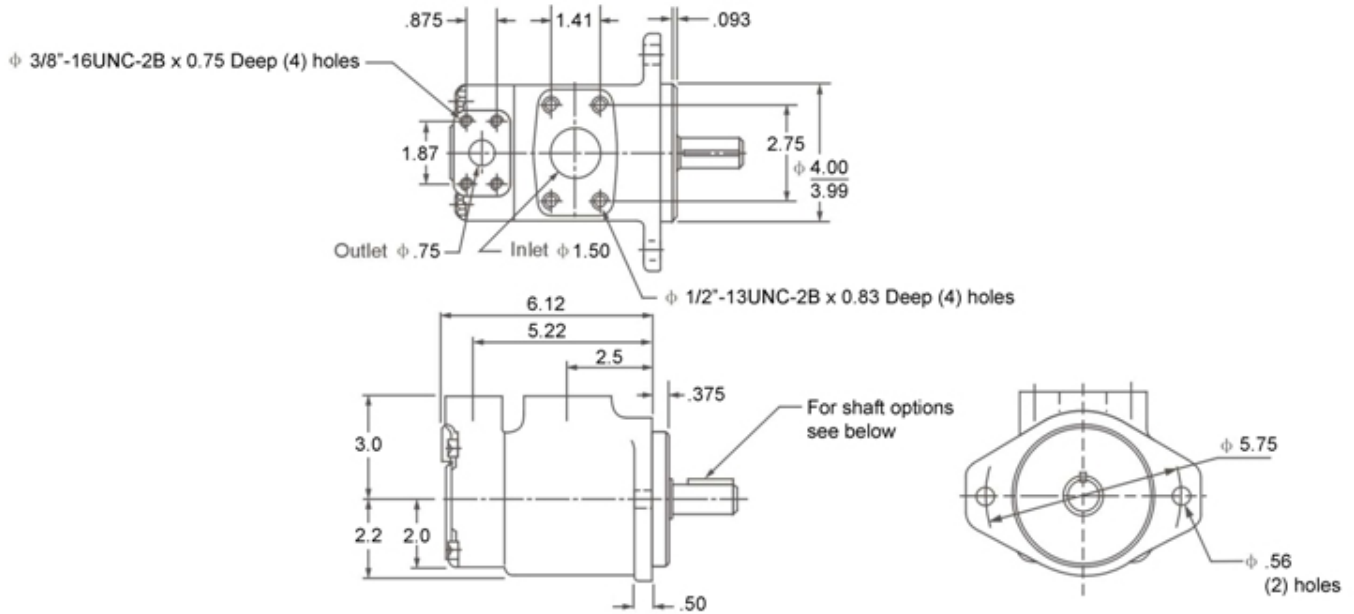 .875
1.41
.093
ϕ 3/8"-16UNC-2B x 0.75 Deep (4) holes
1.87
2.75
ϕ 4.00
3.99
Outlet ϕ .75
Inlet ϕ 1.50
ϕ 1/2"-13UNC-2B x 0.83 Deep (4) holes
6.12
5.22
2.5
.375
For shaft options
see below
3.0
2.2
2.0
.50
ϕ 5.75
ϕ .56
(2) holes